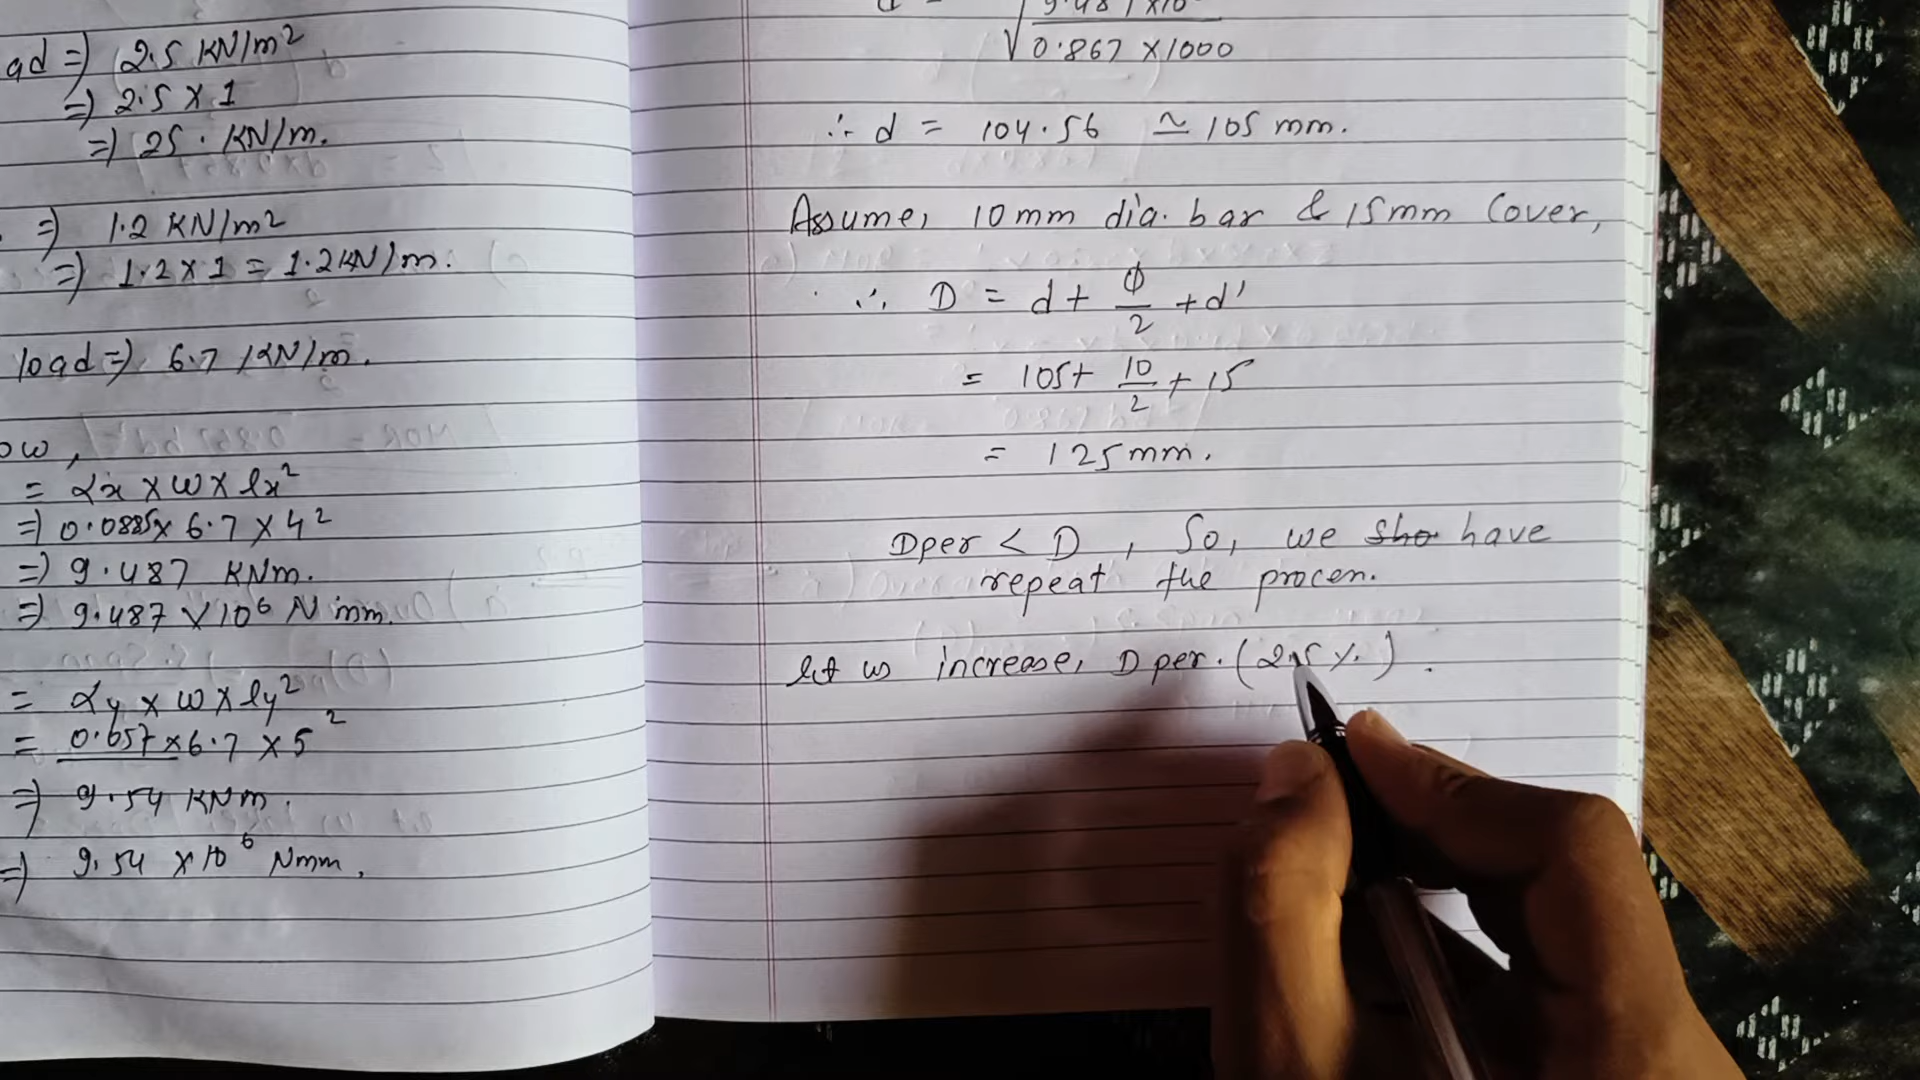 ad => 2.5 KN/m²
=> 2.5 x 1
=> 25. KN/m.
=> 1.2 KN/m²
=> 1.2 x 1 = 1.2 KN/m.
load => 6.7 KN/m.
ow,
= αx x W x lx²
=> 0.0885 x 6.7 x 4²
=> 9.487 KNm.
=> 9.487 x 10⁶ N mm.
= αy x W x ly²
= 0.657 x 6.7 x 5²
=> 9.54 KNm.
=> 9.54 x 10⁶ Nmm.
√ 9.487 x 10
0.867 x 1000
∴ d = 104.56 ≃ 105 mm.
Assume, 10mm dia. bar & 15mm Cover,
∴ D = d + ϕ/2 + d'
= 105 + 10/2 + 15
= 125 mm.
Dper < D , So, we have
repeat the procen.
let us increase, D per.